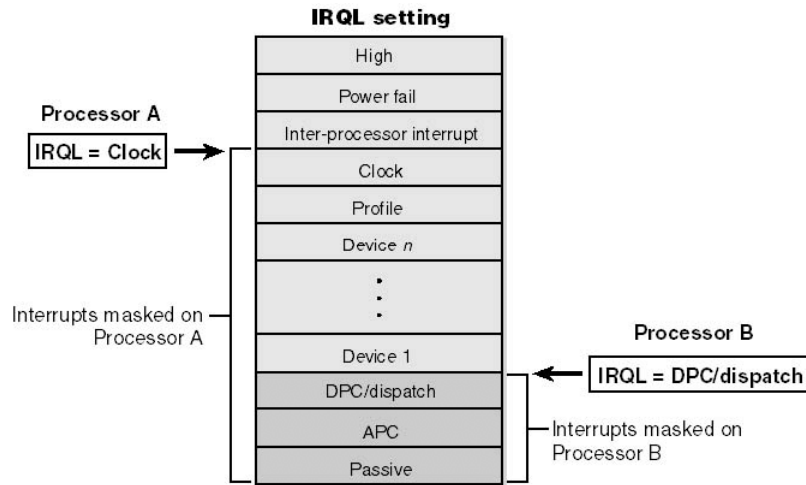 IRQL setting
High
Power fail
Inter-processor interrupt
Clock
Profile
Device n
Device 1
DPC/dispatch
APC
Passive
Processor A
IRQL = Clock
Interrupts masked on
Processor A
Processor B
IRQL = DPC/dispatch
Interrupts masked on
Processor B